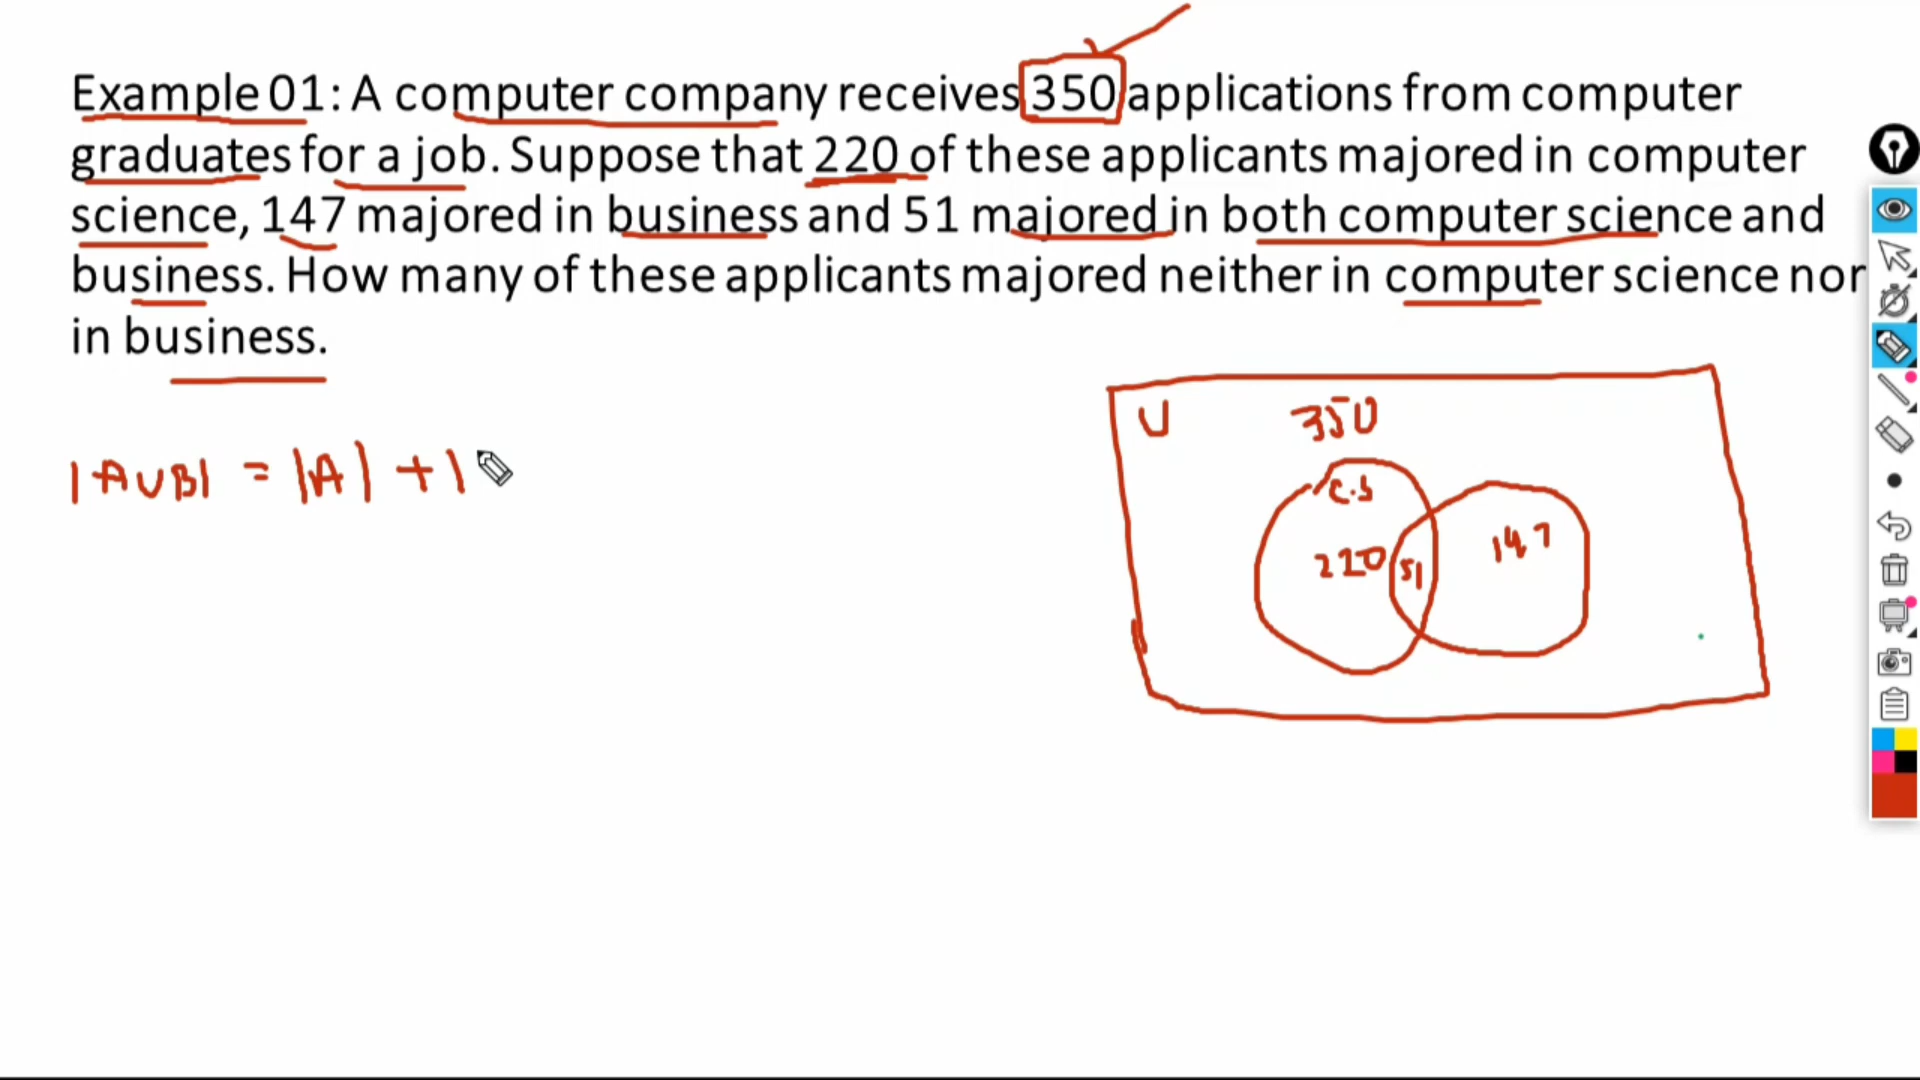 Example 01: A computer company receives 350 applications from computer
graduates for a job. Suppose that 220 of these applicants majored in computer
science, 147 majored in business and 51 majored in both computer science and
business. How many of these applicants majored neither in computer science nor
in business.
|A∪B| = |A| + |
U 350
C.S
220 51 147